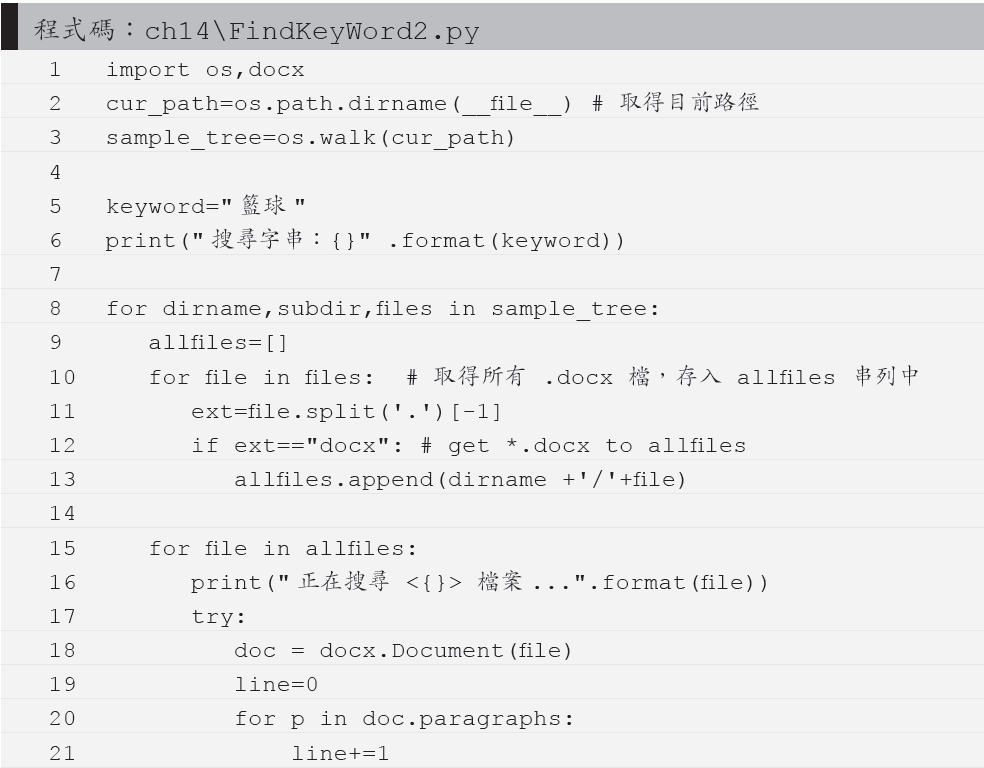 程式碼：ch14\FindKeyWord2.py
1 import os,docx
2 cur_path=os.path.dirname(__file__) # 取得目前路徑
3 sample_tree=os.walk(cur_path)
4
5 keyword="籃球"
6 print("搜尋字串：{}" .format(keyword))
7
8 for dirname,subdir,files in sample_tree:
9    allfiles=[]
10    for file in files:  # 取得所有 .docx 檔，存入 allfiles 串列中
11       ext=file.split('.')[-1]
12       if ext=="docx": # get *.docx to allfiles
13          allfiles.append(dirname +'/'+file)
14
15    for file in allfiles:
16       print("正在搜尋 <{}> 檔案...".format(file))
17       try:
18          doc = docx.Document(file)
19          line=0
20          for p in doc.paragraphs:
21              line+=1